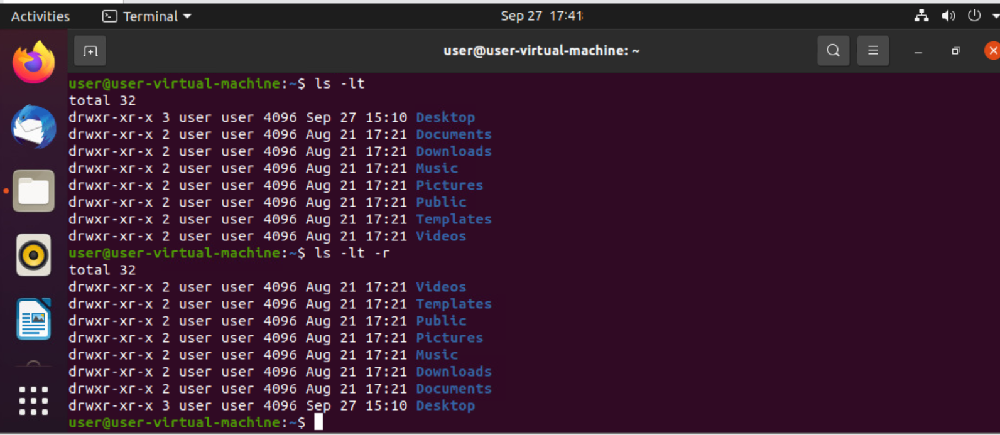 Activities Terminal Sep 27 17:41
user@user-virtual-machine: ~
user@user-virtual-machine:~$ ls -lt
total 32
drwxr-xr-x 3 user user 4096 Sep 27 15:10 Desktop
drwxr-xr-x 2 user user 4096 Aug 21 17:21 Documents
drwxr-xr-x 2 user user 4096 Aug 21 17:21 Downloads
drwxr-xr-x 2 user user 4096 Aug 21 17:21 Music
drwxr-xr-x 2 user user 4096 Aug 21 17:21 Pictures
drwxr-xr-x 2 user user 4096 Aug 21 17:21 Public
drwxr-xr-x 2 user user 4096 Aug 21 17:21 Templates
drwxr-xr-x 2 user user 4096 Aug 21 17:21 Videos
user@user-virtual-machine:~$ ls -lt -r
total 32
drwxr-xr-x 2 user user 4096 Aug 21 17:21 Videos
drwxr-xr-x 2 user user 4096 Aug 21 17:21 Templates
drwxr-xr-x 2 user user 4096 Aug 21 17:21 Public
drwxr-xr-x 2 user user 4096 Aug 21 17:21 Pictures
drwxr-xr-x 2 user user 4096 Aug 21 17:21 Music
drwxr-xr-x 2 user user 4096 Aug 21 17:21 Downloads
drwxr-xr-x 2 user user 4096 Aug 21 17:21 Documents
drwxr-xr-x 3 user user 4096 Sep 27 15:10 Desktop
user@user-virtual-machine:~$